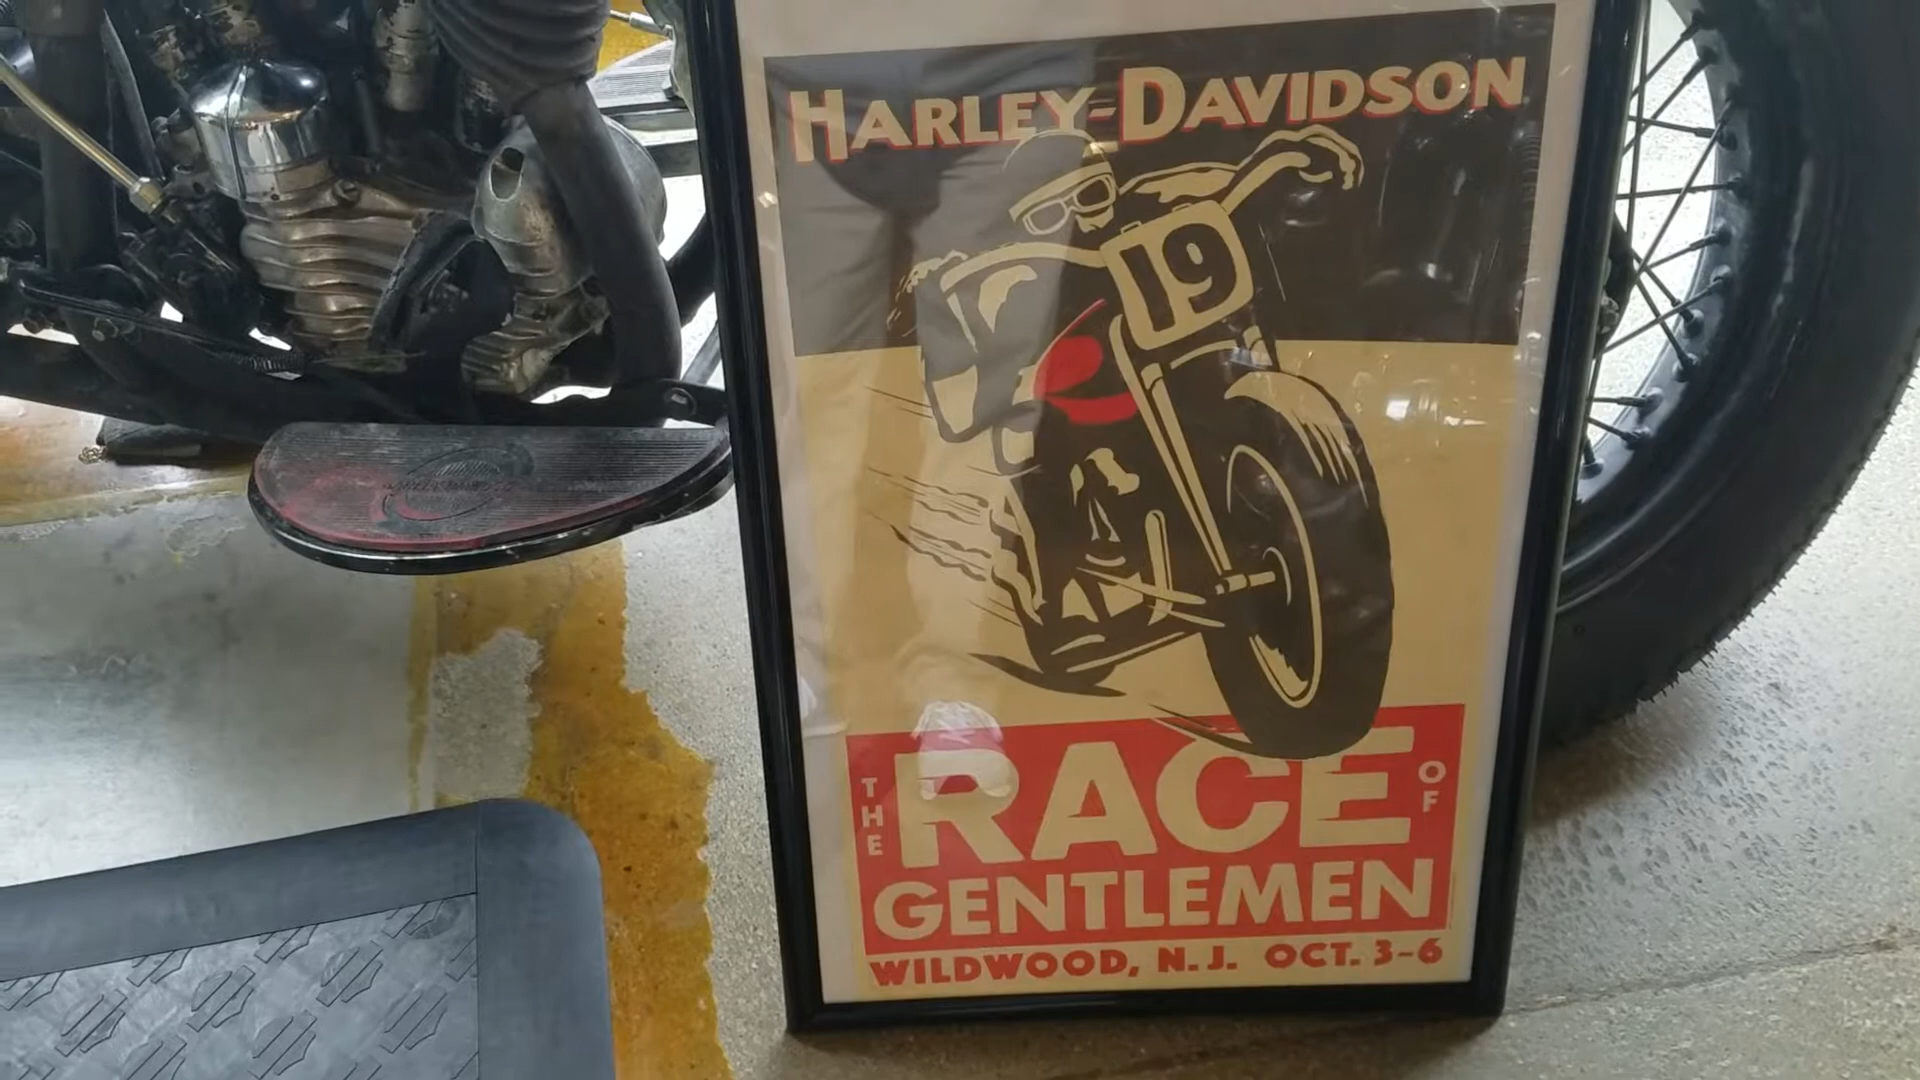 HARLEY-DAVIDSON
19
THE RACE OF
GENTLEMEN
WILDWOOD, N.J. OCT. 3-6